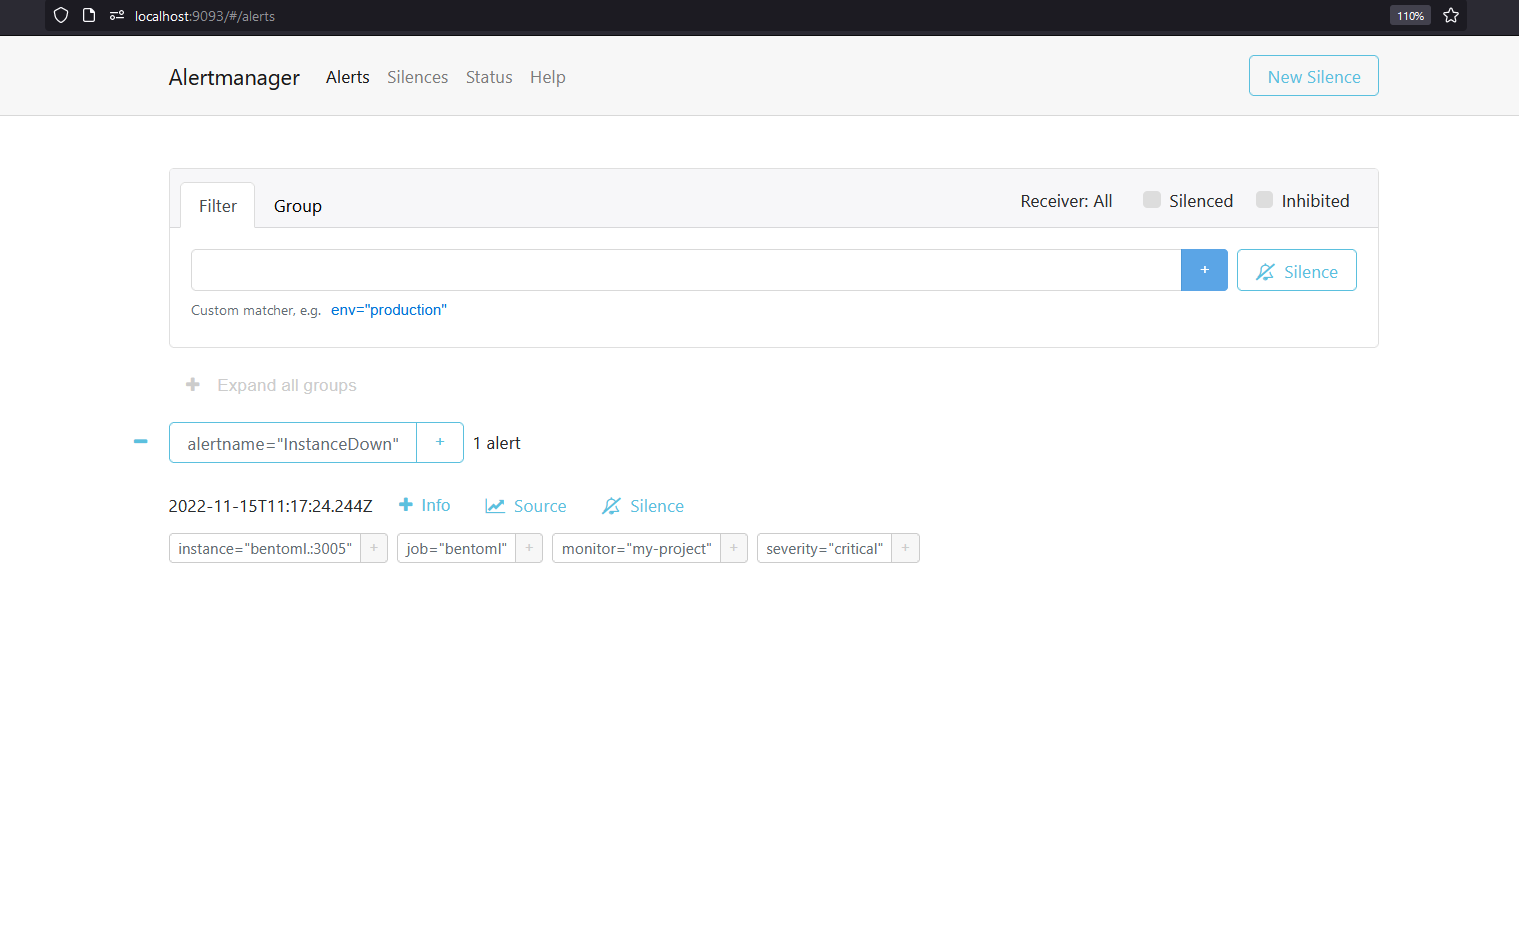 localhost:9093/#/alerts 110%
Alertmanager Alerts Silences Status Help New Silence
Filter Group Receiver: All Silenced Inhibited
+ Silence
Custom matcher, e.g. env="production"
+ Expand all groups
alertname="InstanceDown" + 1 alert
2022-11-15T11:17:24.244Z + Info Source Silence
instance="bentoml.:3005" + job="bentoml" + monitor="my-project" + severity="critical" +